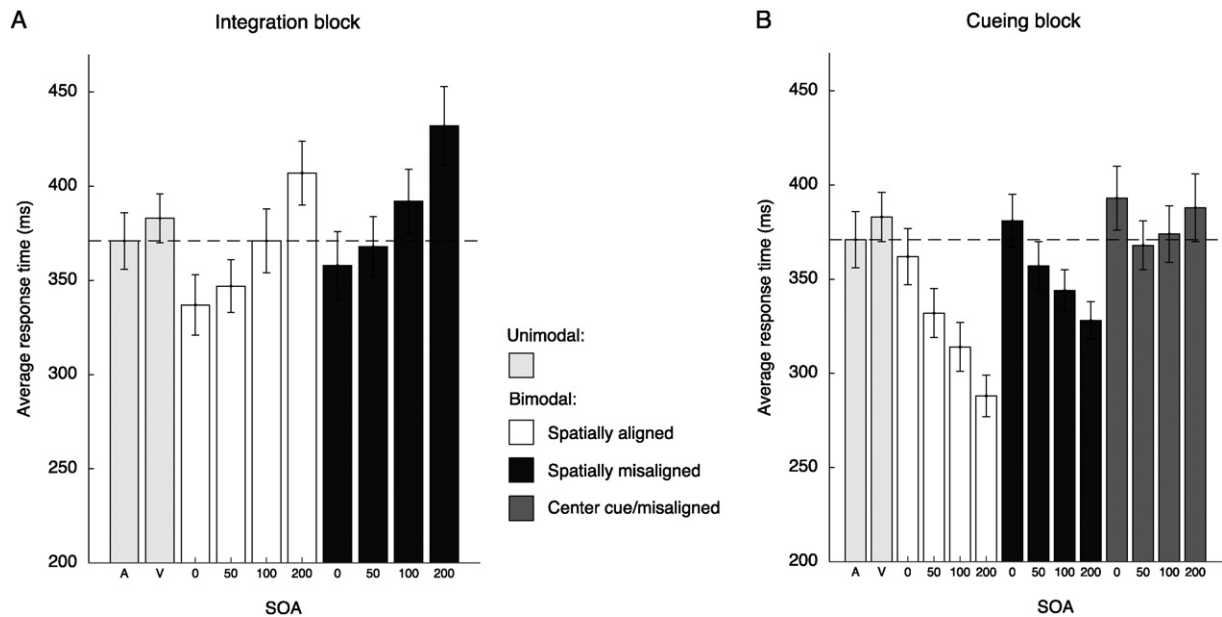 A
Integration block
Average response time (ms)
450
400
350
300
250
200
A V 0 50 100 200 0 50 100 200
SOA
Unimodal:
Bimodal:
Spatially aligned
Spatially misaligned
Center cue/misaligned
B
Cueing block
Average response time (ms)
450
400
350
300
250
200
A V 0 50 100 200 0 50 100 200 0 50 100 200
SOA